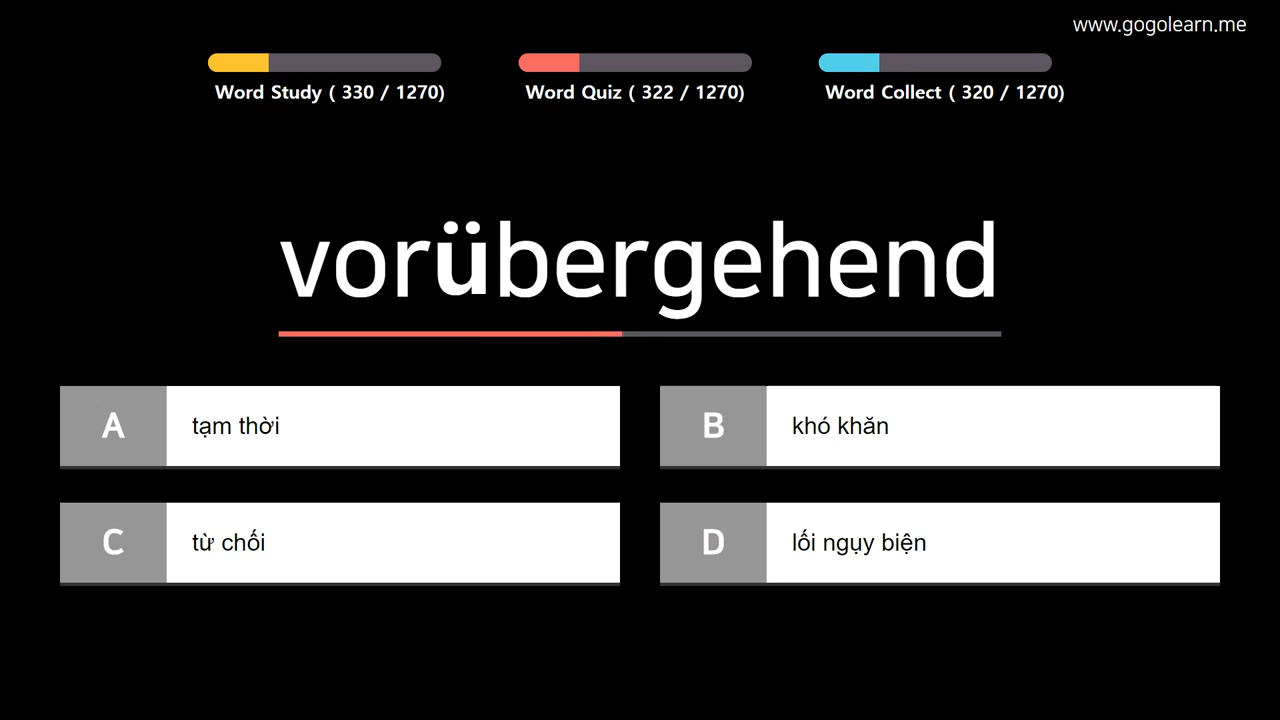 www.gogolearn.me
Word Study ( 330 / 1270)
Word Quiz ( 322 / 1270)
Word Collect ( 320 / 1270)
vorübergehend
A tạm thời
B khó khăn
C từ chối
D lối ngụy biện